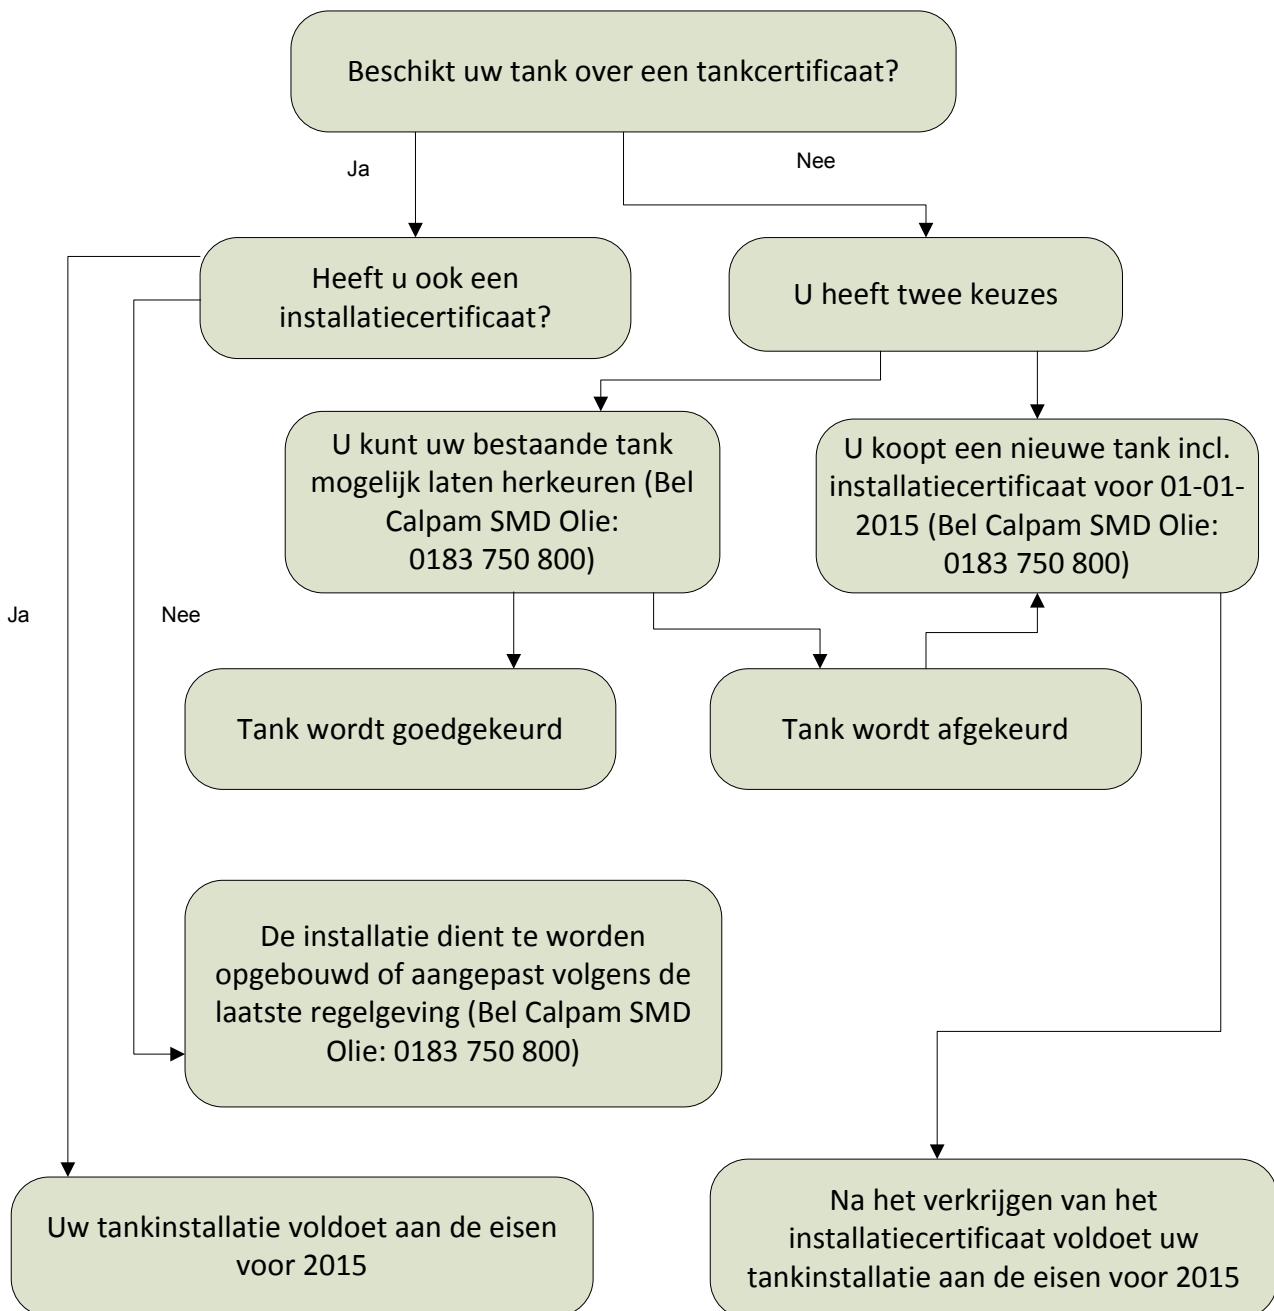 Beschikt uw tank over een tankcertificaat?
Ja
Nee
Heeft u ook een
installatiecertificaat?
U heeft twee keuzes
U kunt uw bestaande tank
mogelijk laten herkeuren (Bel
Calpam SMD Olie:
0183 750 800)
U koopt een nieuwe tank incl.
installatiecertificaat voor 01-01-
2015 (Bel Calpam SMD Olie:
0183 750 800)
Ja
Nee
Tank wordt goedgekeurd
Tank wordt afgekeurd
De installatie dient te worden
opgebouwd of aangepast volgens de
laatste regelgeving (Bel Calpam SMD
Olie: 0183 750 800)
Uw tankinstallatie voldoet aan de eisen
voor 2015
Na het verkrijgen van het
installatiecertificaat voldoet uw
tankinstallatie aan de eisen voor 2015